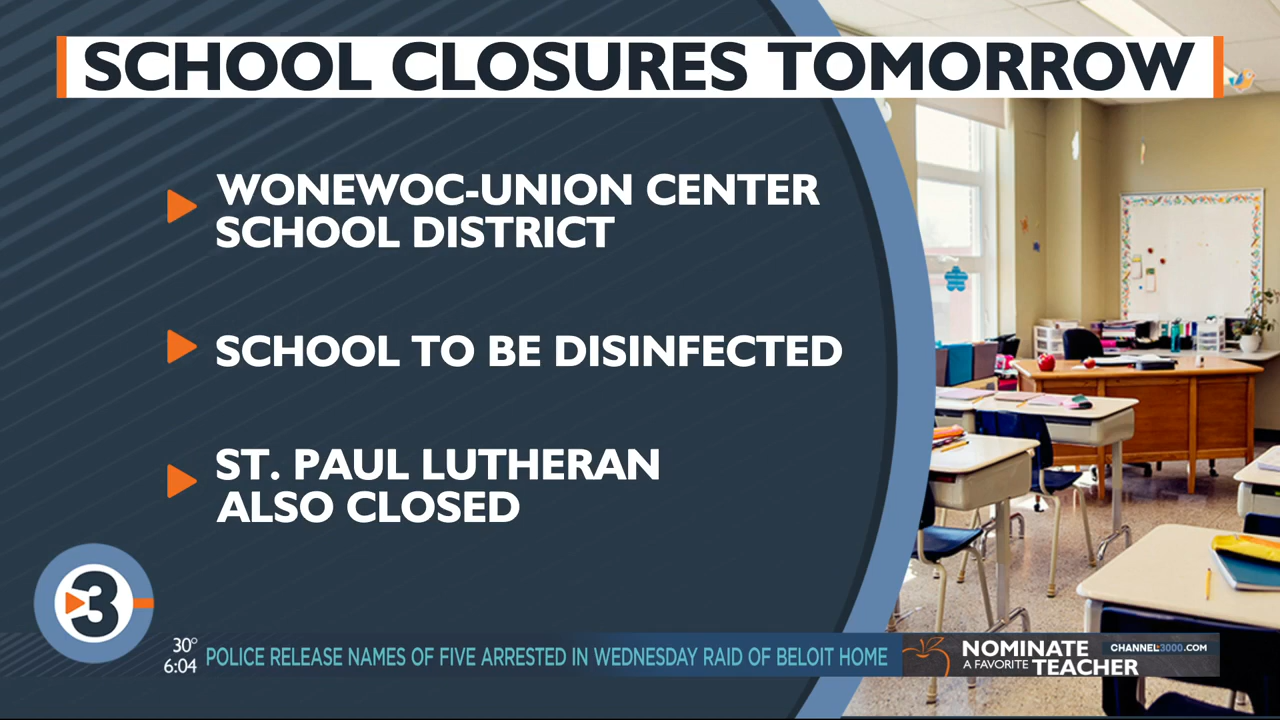 SCHOOL CLOSURES TOMORROW
WONEWOC-UNION CENTER
SCHOOL DISTRICT
SCHOOL TO BE DISINFECTED
ST. PAUL LUTHERAN
ALSO CLOSED
3
30°
6:04
POLICE RELEASE NAMES OF FIVE ARRESTED IN WEDNESDAY RAID OF BELOIT HOME
NOMINATE
A FAVORITE TEACHER
CHANNEL3000.COM